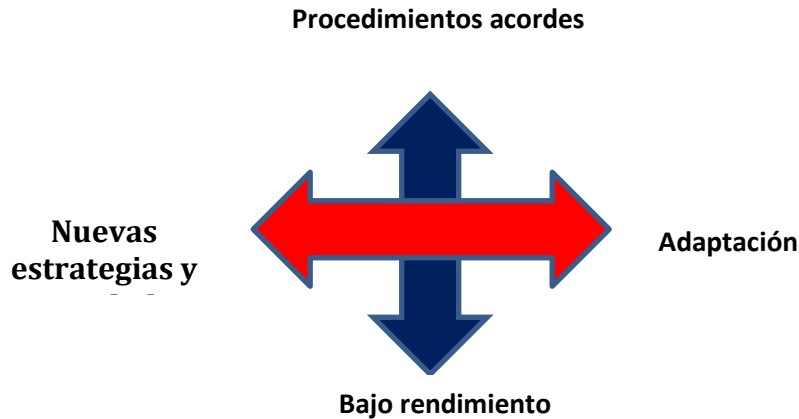 Procedimientos acordes
Nuevas
estrategias y
Adaptación
Bajo rendimiento